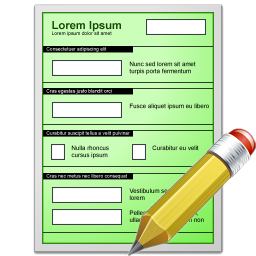 Lorem Ipsum
Lorem ipsum dolor sit amet
Consectetuer adipiscing elit
Nunc sed lorem sit amet
turpis porta fermentum
Cras egestas justo blandit orci
Fusce aliquet ipsum eu libero
Curabitur suscipit tellus a velit pulvinar
Nulla rhoncus
cursus ipsum
Curabitur eu velit
Cras nec metus nec libero consequat
Vestibulum
lorem